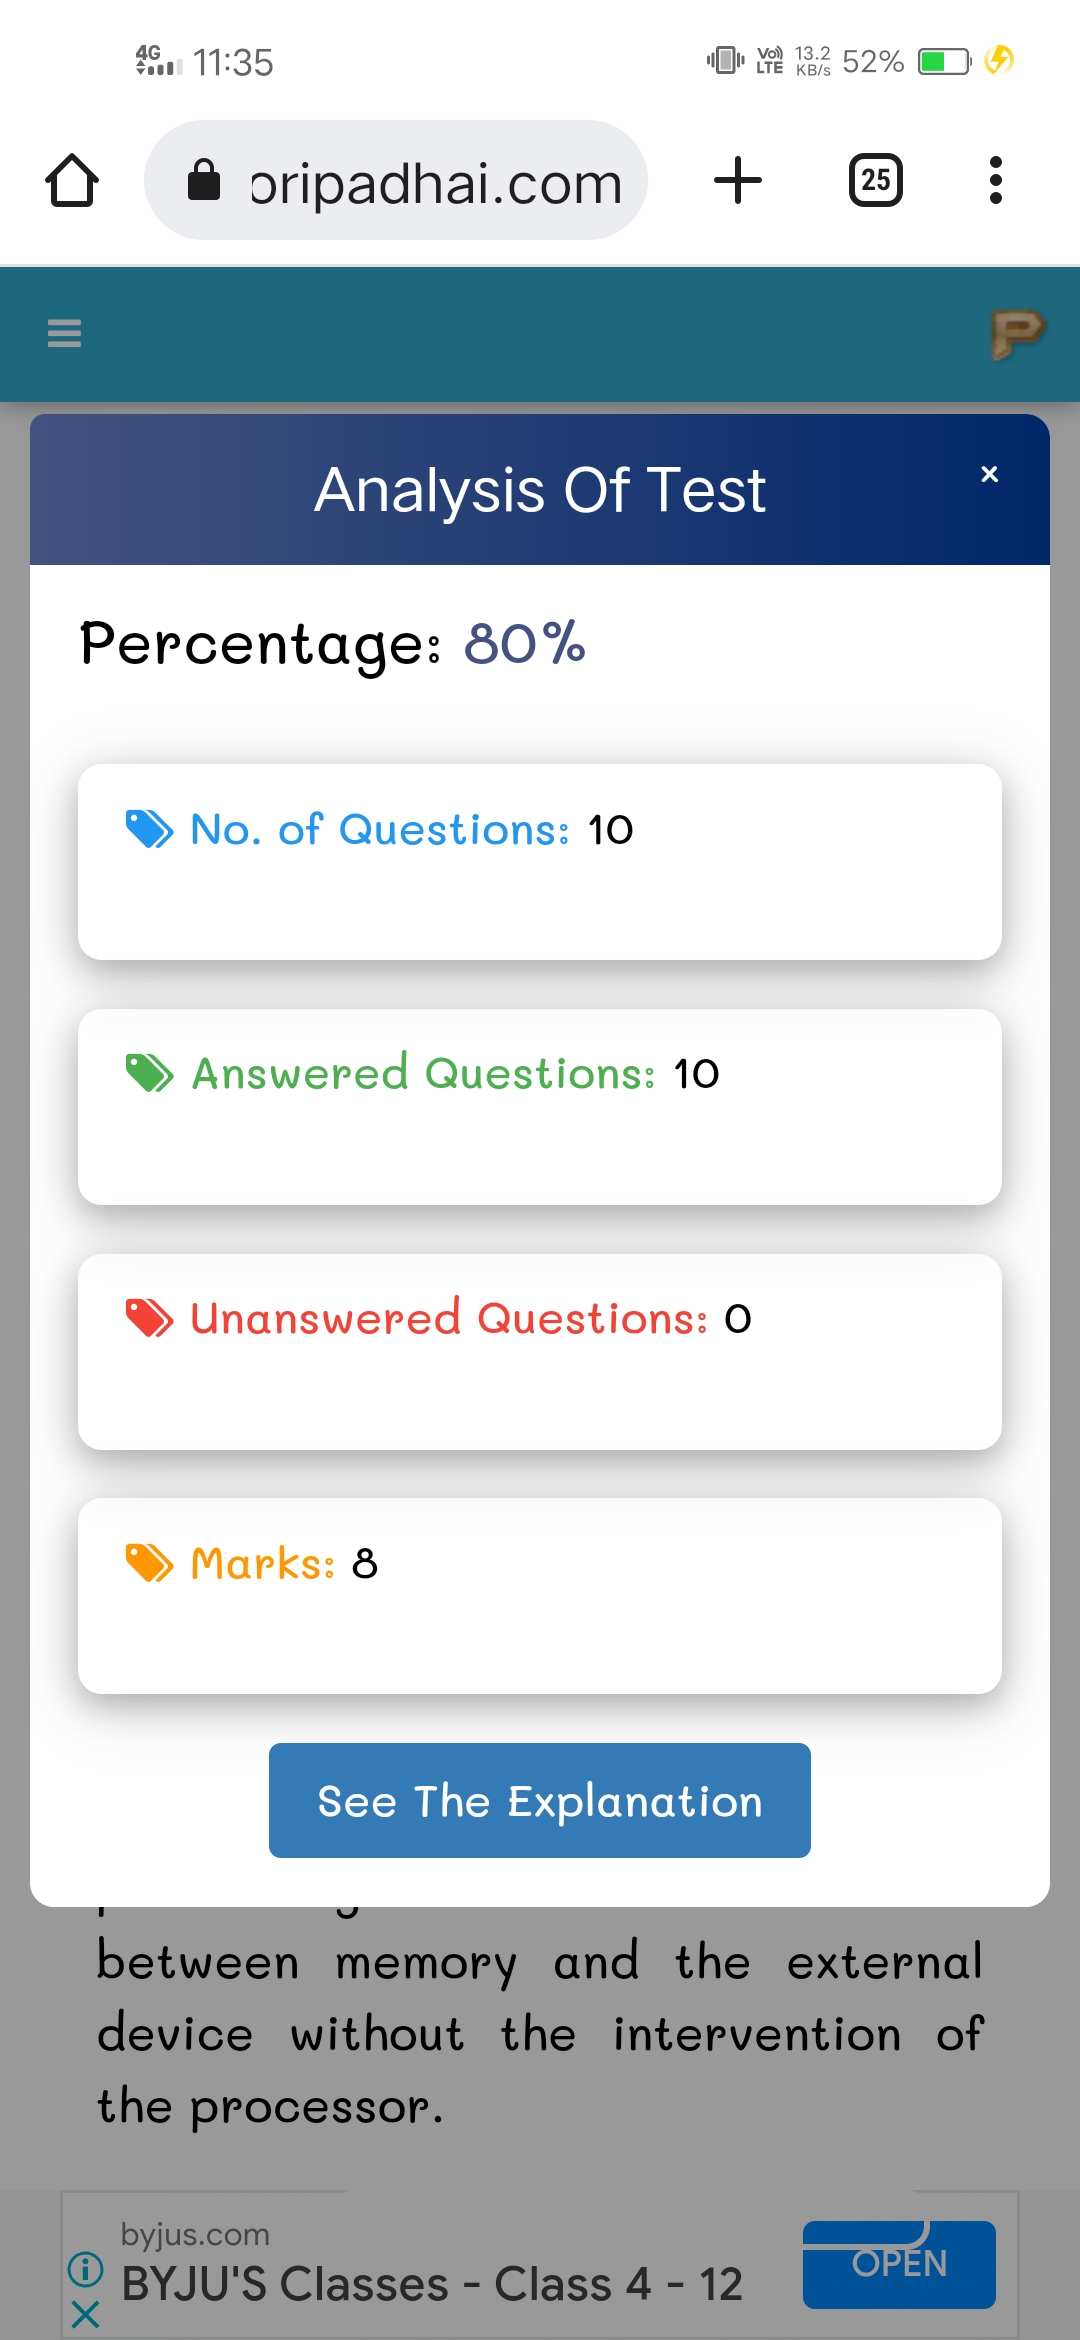 4G 11:35 Vo) LTE 13.2 KB/s 52%
oripadhai.com 25
P
Analysis Of Test ×
Percentage: 80%
No. of Questions: 10
Answered Questions: 10
Unanswered Questions: 0
Marks: 8
See The Explanation
between memory and the external
device without the intervention of
the processor.
byjus.com
BYJU'S Classes - Class 4 - 12
OPEN